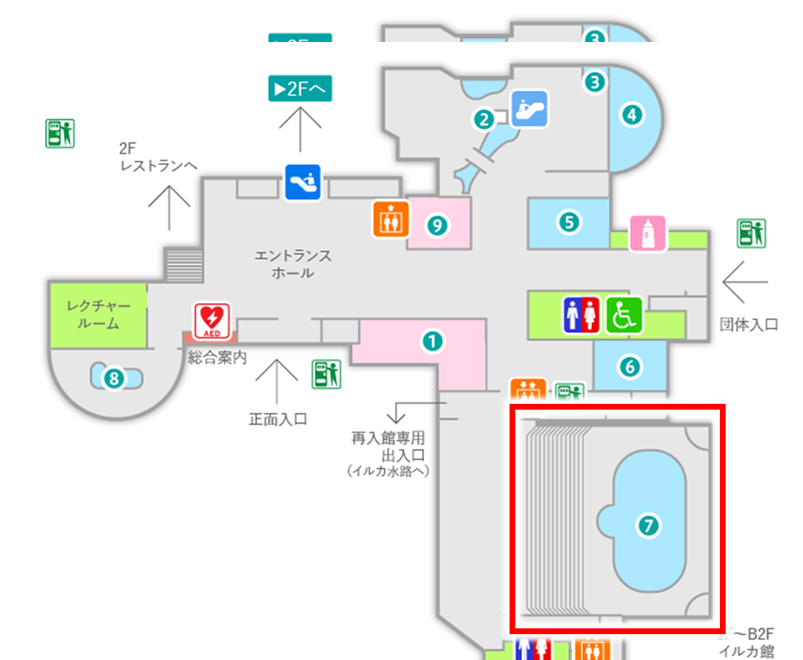 3
▶2Fへ
3
4
2
2F
レストランへ
9
5
エントランス
ホール
レクチャー
ルーム
AED
総合案内
1
団体入口
6
8
正面入口
再入館専用
出入口
(イルカ水路へ)
7
～B2F
イルカ館